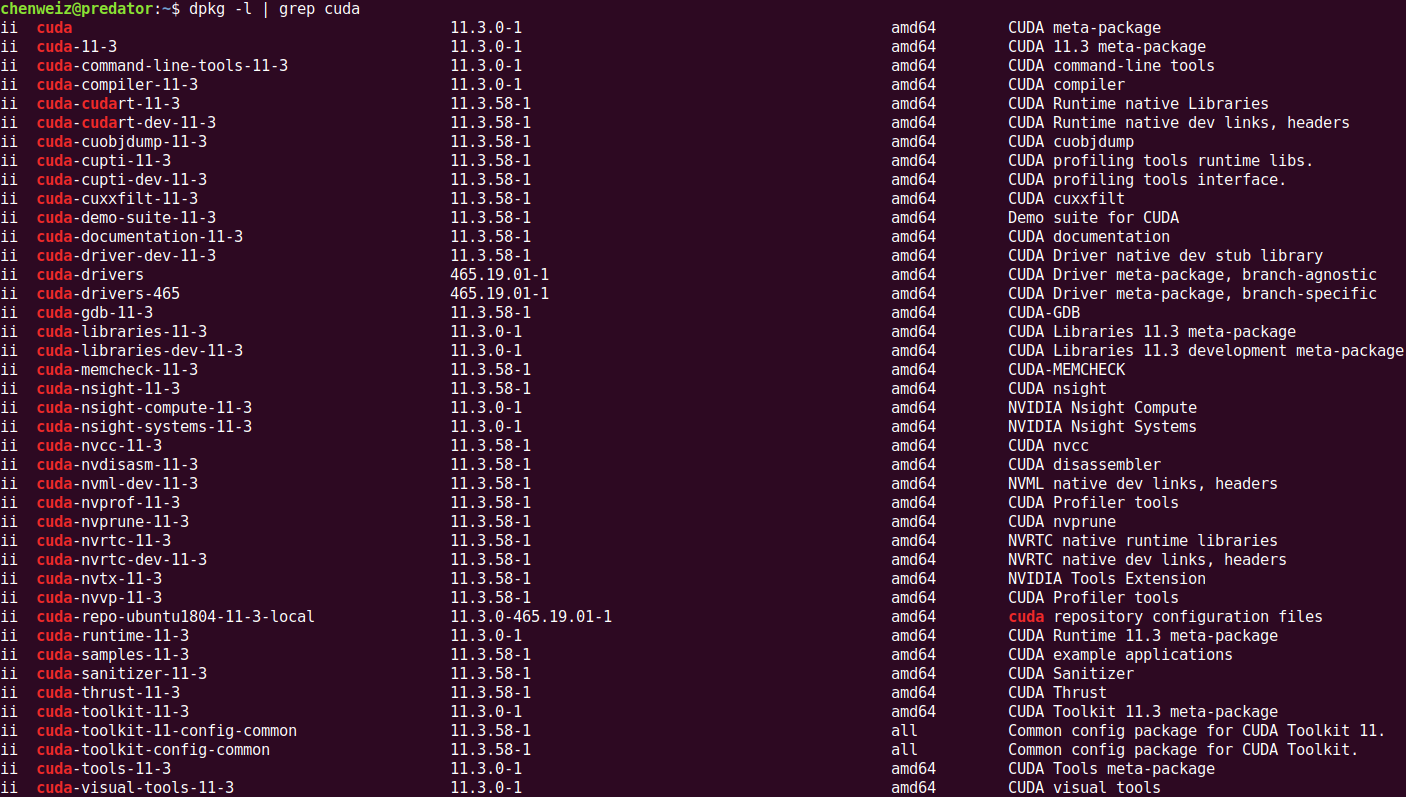 chenweiz@predator:~$ dpkg -l | grep cuda
ii  cuda                                          11.3.0-1                                         amd64        CUDA meta-package
ii  cuda-11-3                                     11.3.0-1                                         amd64        CUDA 11.3 meta-package
ii  cuda-command-line-tools-11-3                  11.3.0-1                                         amd64        CUDA command-line tools
ii  cuda-compiler-11-3                            11.3.0-1                                         amd64        CUDA compiler
ii  cuda-cudart-11-3                              11.3.58-1                                        amd64        CUDA Runtime native Libraries
ii  cuda-cudart-dev-11-3                          11.3.58-1                                        amd64        CUDA Runtime native dev links, headers
ii  cuda-cuobjdump-11-3                           11.3.58-1                                        amd64        CUDA cuobjdump
ii  cuda-cupti-11-3                               11.3.58-1                                        amd64        CUDA profiling tools runtime libs.
ii  cuda-cupti-dev-11-3                           11.3.58-1                                        amd64        CUDA profiling tools interface.
ii  cuda-cuxxfilt-11-3                            11.3.58-1                                        amd64        CUDA cuxxfilt
ii  cuda-demo-suite-11-3                          11.3.58-1                                        amd64        Demo suite for CUDA
ii  cuda-documentation-11-3                       11.3.58-1                                        amd64        CUDA documentation
ii  cuda-driver-dev-11-3                          11.3.58-1                                        amd64        CUDA Driver native dev stub library
ii  cuda-drivers                                  465.19.01-1                                      amd64        CUDA Driver meta-package, branch-agnostic
ii  cuda-drivers-465                              465.19.01-1                                      amd64        CUDA Driver meta-package, branch-specific
ii  cuda-gdb-11-3                                 11.3.58-1                                        amd64        CUDA-GDB
ii  cuda-libraries-11-3                           11.3.0-1                                         amd64        CUDA Libraries 11.3 meta-package
ii  cuda-libraries-dev-11-3                       11.3.0-1                                         amd64        CUDA Libraries 11.3 development meta-package
ii  cuda-memcheck-11-3                            11.3.58-1                                        amd64        CUDA-MEMCHECK
ii  cuda-nsight-11-3                              11.3.58-1                                        amd64        CUDA nsight
ii  cuda-nsight-compute-11-3                      11.3.0-1                                         amd64        NVIDIA Nsight Compute
ii  cuda-nsight-systems-11-3                      11.3.0-1                                         amd64        NVIDIA Nsight Systems
ii  cuda-nvcc-11-3                                11.3.58-1                                        amd64        CUDA nvcc
ii  cuda-nvdisasm-11-3                            11.3.58-1                                        amd64        CUDA disassembler
ii  cuda-nvml-dev-11-3                            11.3.58-1                                        amd64        NVML native dev links, headers
ii  cuda-nvprof-11-3                              11.3.58-1                                        amd64        CUDA Profiler tools
ii  cuda-nvprune-11-3                             11.3.58-1                                        amd64        CUDA nvprune
ii  cuda-nvrtc-11-3                               11.3.58-1                                        amd64        NVRTC native runtime libraries
ii  cuda-nvrtc-dev-11-3                           11.3.58-1                                        amd64        NVRTC native dev links, headers
ii  cuda-nvtx-11-3                                11.3.58-1                                        amd64        NVIDIA Tools Extension
ii  cuda-nvvp-11-3                                11.3.58-1                                        amd64        CUDA Profiler tools
ii  cuda-repo-ubuntu1804-11-3-local               11.3.0-465.19.01-1                               amd64        cuda repository configuration files
ii  cuda-runtime-11-3                             11.3.0-1                                         amd64        CUDA Runtime 11.3 meta-package
ii  cuda-samples-11-3                             11.3.58-1                                        amd64        CUDA example applications
ii  cuda-sanitizer-11-3                           11.3.58-1                                        amd64        CUDA Sanitizer
ii  cuda-thrust-11-3                              11.3.58-1                                        amd64        CUDA Thrust
ii  cuda-toolkit-11-3                             11.3.0-1                                         amd64        CUDA Toolkit 11.3 meta-package
ii  cuda-toolkit-11-config-common                 11.3.58-1                                        all          Common config package for CUDA Toolkit 11.
ii  cuda-toolkit-config-common                    11.3.58-1                                        all          Common config package for CUDA Toolkit.
ii  cuda-tools-11-3                               11.3.0-1                                         amd64        CUDA Tools meta-package
ii  cuda-visual-tools-11-3                        11.3.0-1                                         amd64        CUDA visual tools